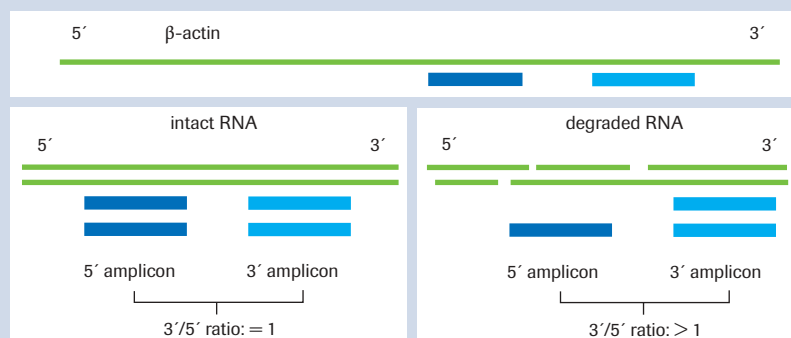 5´ β-actin 3´
intact RNA
5´ 3´
5´ amplicon 3´ amplicon
3´/5´ ratio: = 1
degraded RNA
5´ 3´
5´ amplicon 3´ amplicon
3´/5´ ratio: > 1